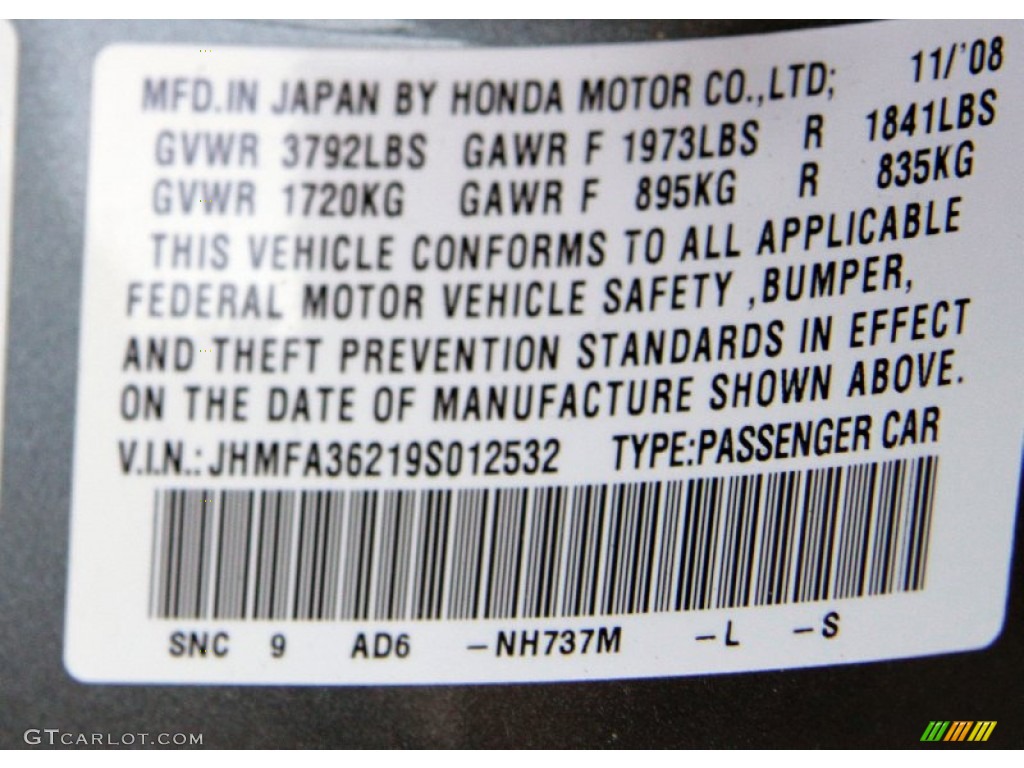 MFD.IN JAPAN BY HONDA MOTOR CO.,LTD; 11/'08
GVWR 3792LBS GAWR F 1973LBS R 1841LBS
GVWR 1720KG GAWR F 895KG R 835KG
THIS VEHICLE CONFORMS TO ALL APPLICABLE
FEDERAL MOTOR VEHICLE SAFETY ,BUMPER,
AND THEFT PREVENTION STANDARDS IN EFFECT
ON THE DATE OF MANUFACTURE SHOWN ABOVE.
V.I.N.: JHMFA36219S012532 TYPE:PASSENGER CAR
SNC 9 AD6 –NH737M –L –S
GTCARLOT.COM